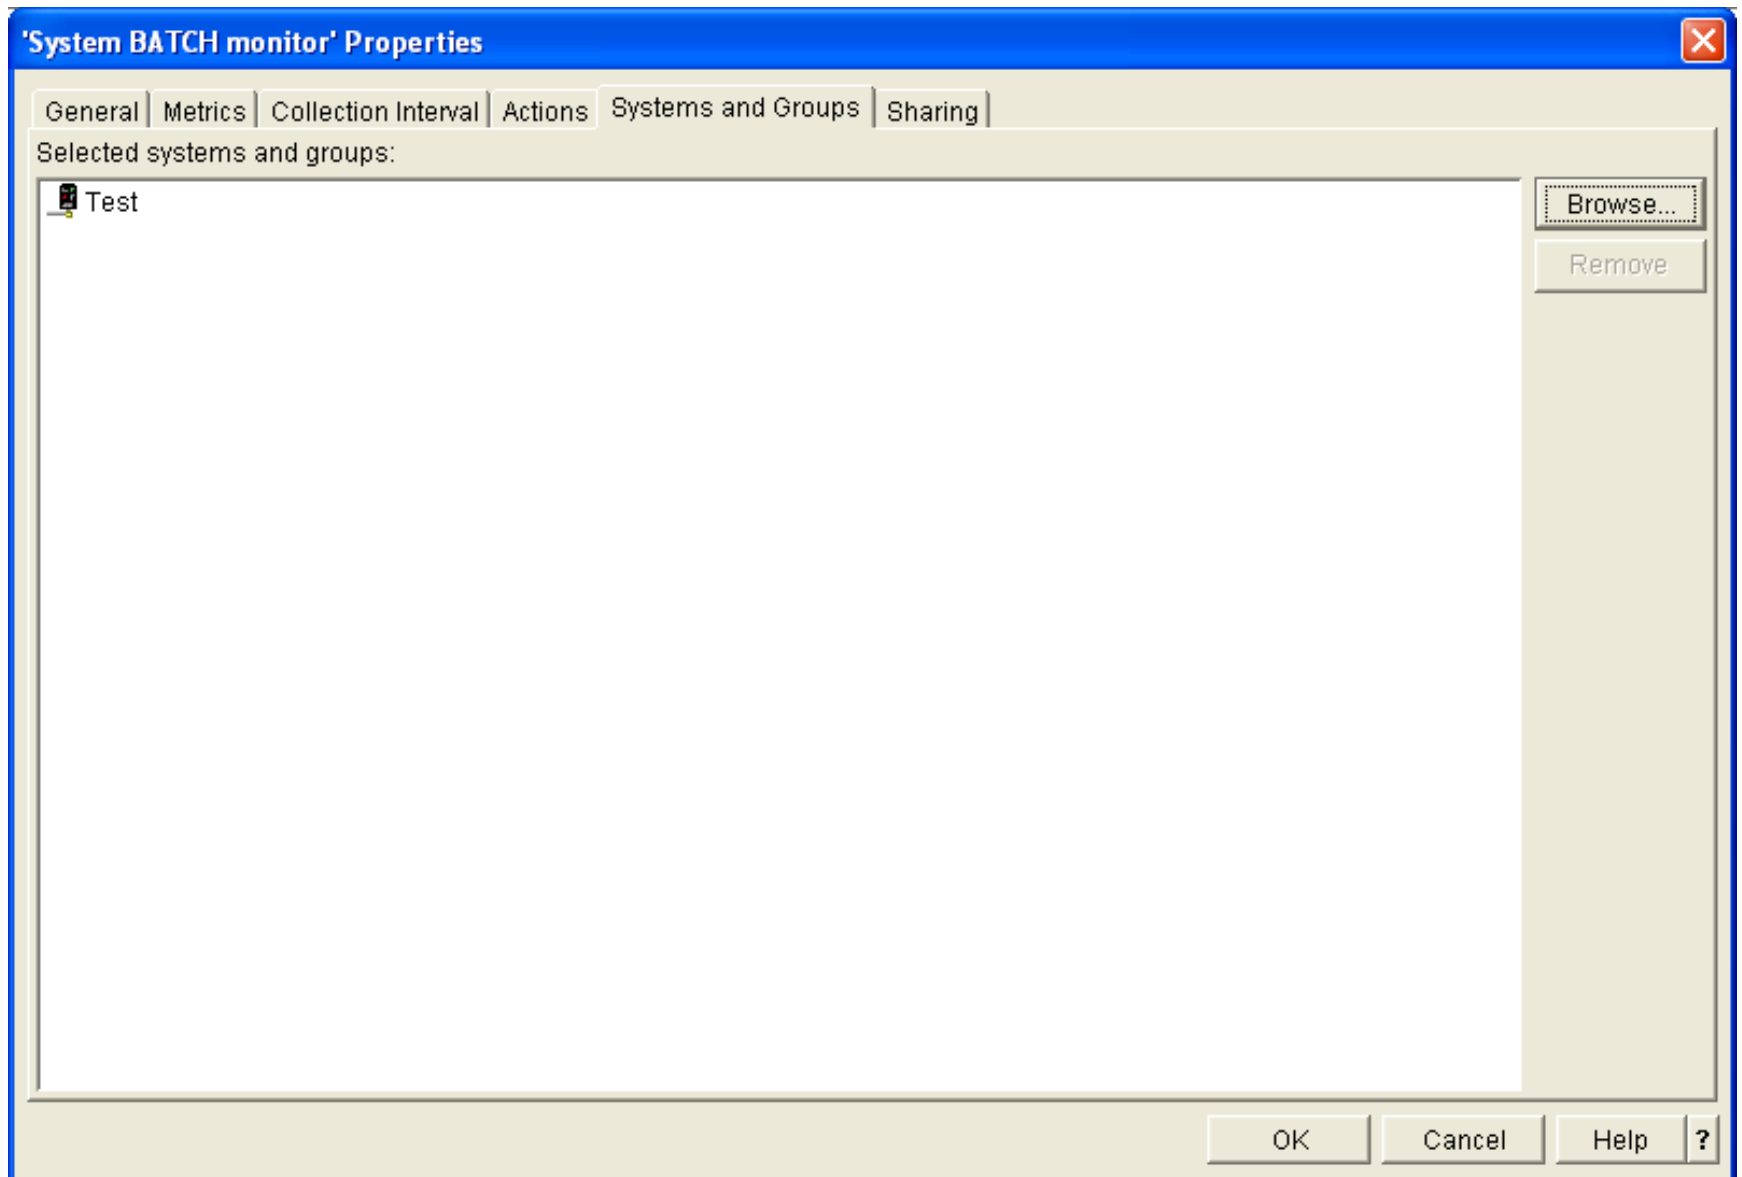 'System BATCH monitor' Properties
General Metrics Collection Interval Actions Systems and Groups Sharing
Selected systems and groups:
Test
Browse...
Remove
OK Cancel Help ?